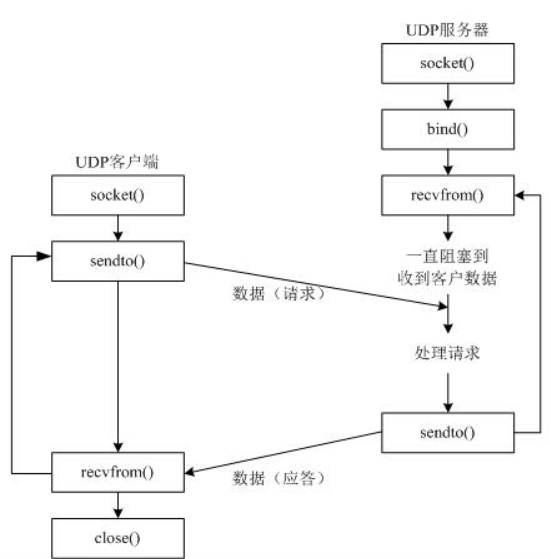 UDP服务器
socket()
bind()
recvfrom()
一直阻塞到
收到客户数据
处理请求
sendto()
UDP客户端
socket()
sendto()
数据（请求）
recvfrom()
数据（应答）
close()